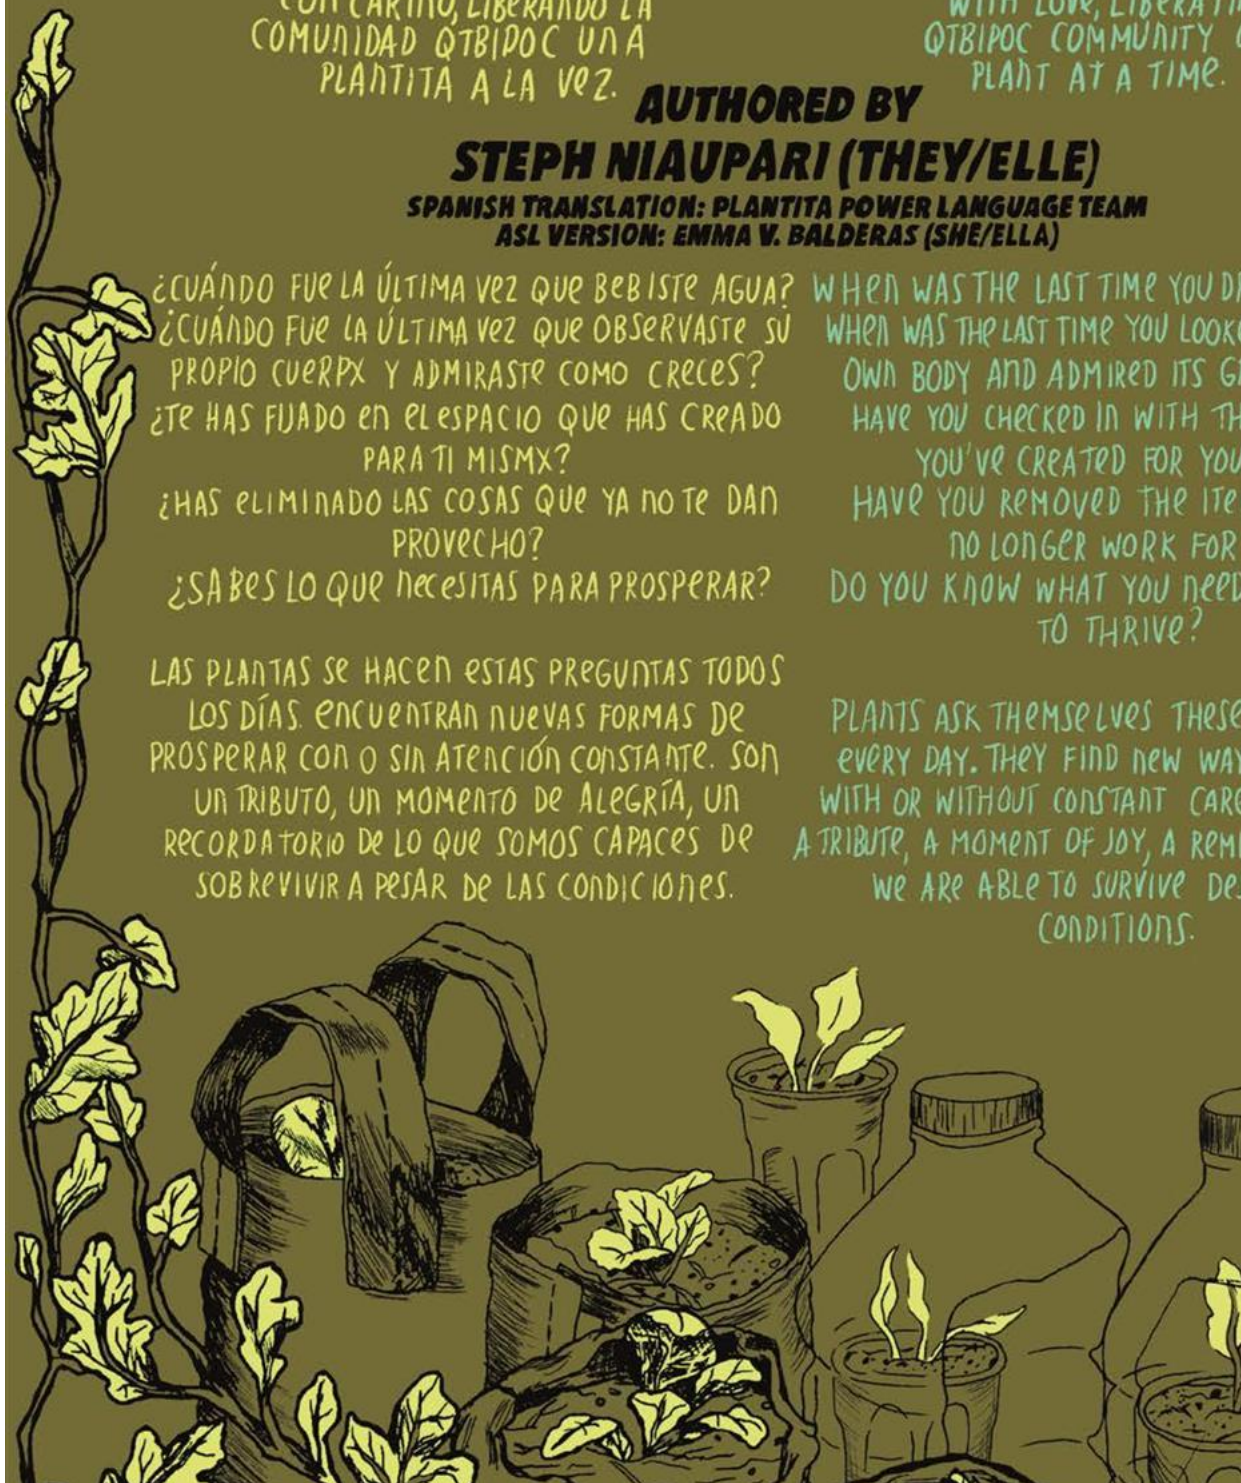 CON CARIÑO, LIBERANDO LA
COMUNIDAD QTBIPOC UNA
PLANTITA A LA VEZ.
WITH LOVE,
QTBIPOC COMMUNITY
PLANT AT A TIME.
AUTHORED BY
STEPH NIAUPARI (THEY/ELLE)
SPANISH TRANSLATION: PLANTITA POWER LANGUAGE TEAM
ASL VERSION: EMMA V. BALDERAS (SHE/ELLA)
¿CUÁNDO FUE LA ÚLTIMA VEZ QUE BEBISTE AGUA?
¿CUÁNDO FUE LA ÚLTIMA VEZ QUE OBSERVASTE SU
PROPIO CUERPX Y ADMIRASTE COMO CRECES?
¿TE HAS FIJADO EN EL ESPACIO QUE HAS CREADO
PARA TI MISMX?
¿HAS ELIMINADO LAS COSAS QUE YA NO TE DAN
PROVECHO?
¿SABES LO QUE NECESITAS PARA PROSPERAR?
LAS PLANTAS SE HACEN ESTAS PREGUNTAS TODOS
LOS DÍAS. ENCUENTRAN NUEVAS FORMAS DE
PROSPERAR CON O SIN ATENCIÓN CONSTANTE. SON
UN TRIBUTO, UN MOMENTO DE ALEGRÍA, UN
RECORDATORIO DE LO QUE SOMOS CAPACES DE
SOBREVIVIR A PESAR DE LAS CONDICIONES.
WHEN WAS THE LAST TIME YOU
WHEN WAS THE LAST TIME YOU
OWN BODY AND ADMIRED ITS
HAVE YOU CHECKED IN WITH
YOU'VE CREATED FOR
HAVE YOU REMOVED THE
NO LONGER WORK FOR
DO YOU KNOW WHAT YOU NEED
TO THRIVE?
PLANTS ASK THEMSELVES THESE
EVERY DAY. THEY FIND NEW
WITH OR WITHOUT CONSTANT
A TRIBUTE, A MOMENT OF JOY, A
WE ARE ABLE TO SURVIVE
CONDITIONS.